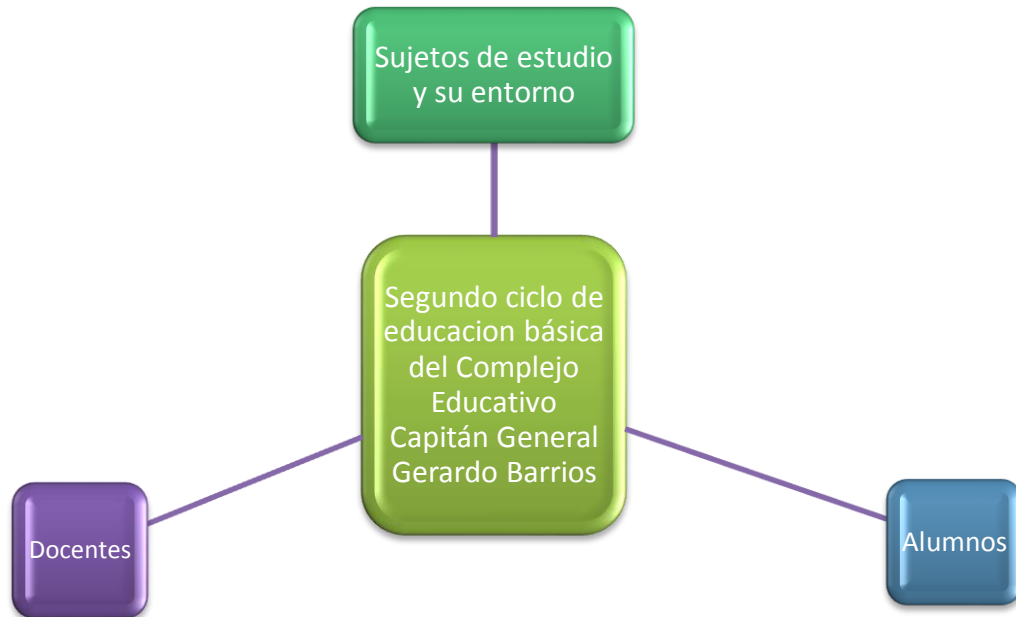 Sujetos de estudio
y su entorno
Segundo ciclo de
educacion básica
del Complejo
Educativo
Capitán General
Gerardo Barrios
Docentes
Alumnos